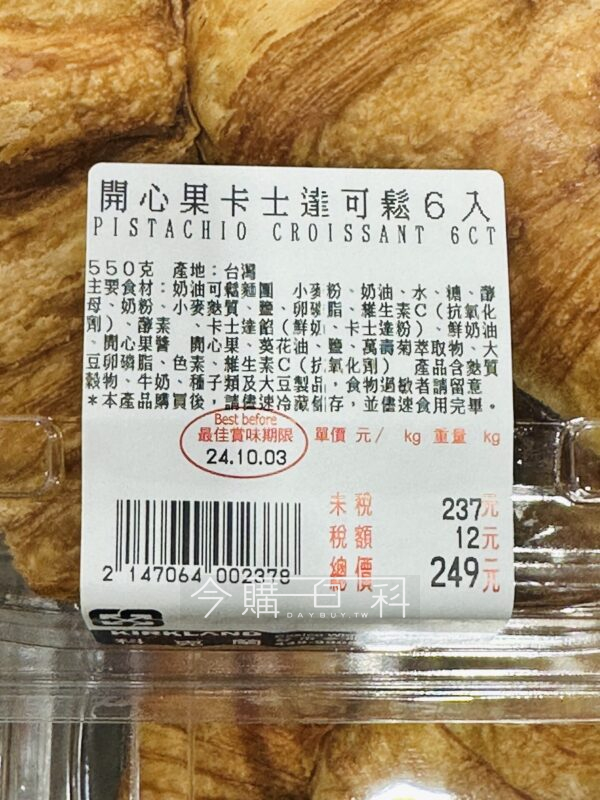 開心果卡士達可鬆6入
PISTACHIO CROISSANT 6CT
550克 產地：台灣
主要食材：奶油可鬆麵團 小麥粉、奶油、水、糖、酵
母、奶粉、小麥麩質、鹽、卵磷脂、維生素C(抗氧化
劑)、酵素 、卡士達餡(鮮奶、卡士達粉)、鮮奶油
、開心果醬 開心果、葵花油、鹽、萬壽菊萃取物、大
豆卵磷脂、色素、維生素C(抗氧化劑) 產品含麩質
穀物、牛奶、種子類及大豆製品，食物過敏者請留意
*本產品購買後，請儘速冷藏儲存，並儘速食用完畢。
Best before
最佳賞味期限 單價 元/ kg 重量 kg
24.10.03
未稅 237元
稅額 12元
總價 249元
2 147064 002378
今購百科
DAYBUY.TW
KIRKLAND
科克蘭